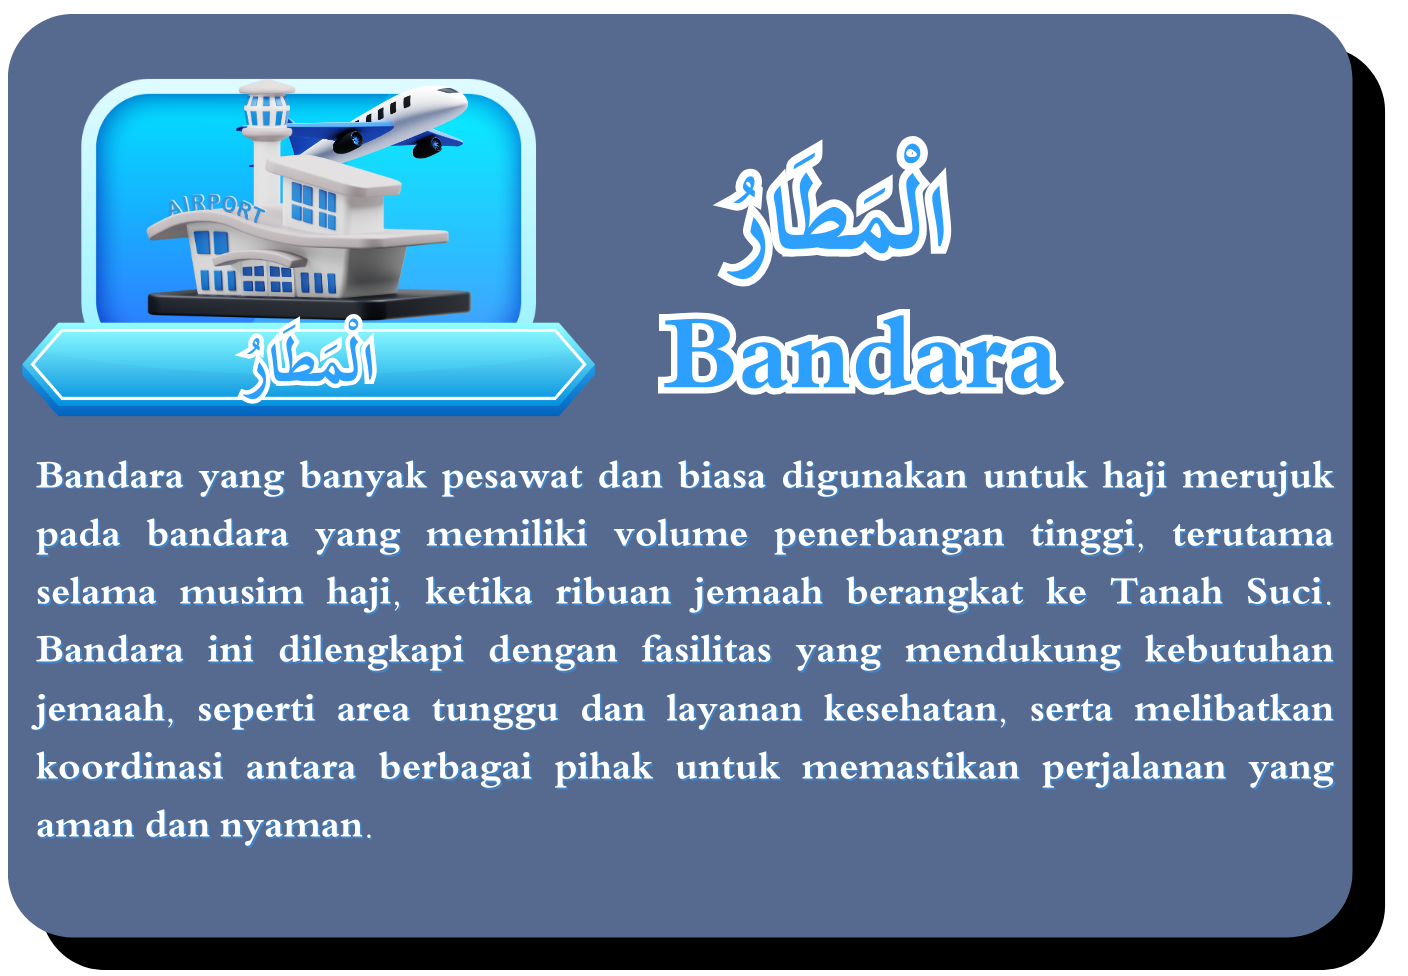 AIRPORT
الْمَطَارُ
الْمَطَارُ
Bandara
Bandara yang banyak pesawat dan biasa digunakan untuk haji merujuk
pada bandara yang memiliki volume penerbangan tinggi, terutama
selama musim haji, ketika ribuan jemaah berangkat ke Tanah Suci.
Bandara ini dilengkapi dengan fasilitas yang mendukung kebutuhan
jemaah, seperti area tunggu dan layanan kesehatan, serta melibatkan
koordinasi antara berbagai pihak untuk memastikan perjalanan yang
aman dan nyaman.